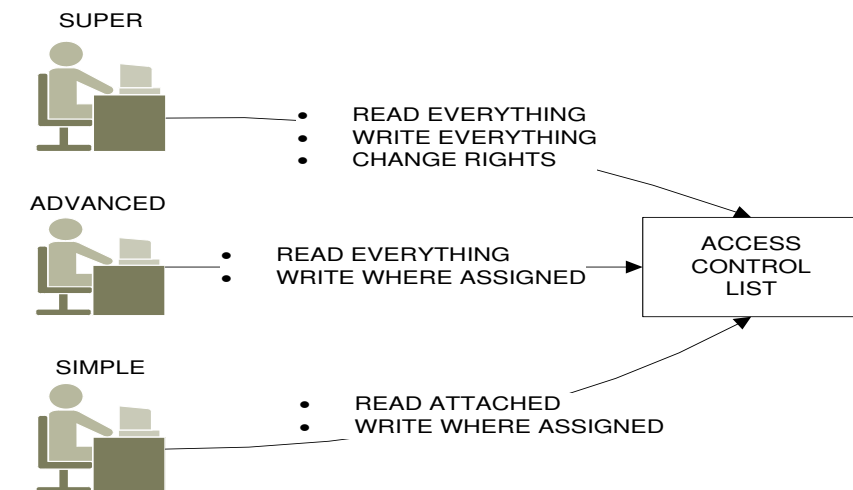 SUPER
• READ EVERYTHING
• WRITE EVERYTHING
• CHANGE RIGHTS
ADVANCED
• READ EVERYTHING
• WRITE WHERE ASSIGNED
ACCESS
CONTROL
LIST
SIMPLE
• READ ATTACHED
• WRITE WHERE ASSIGNED